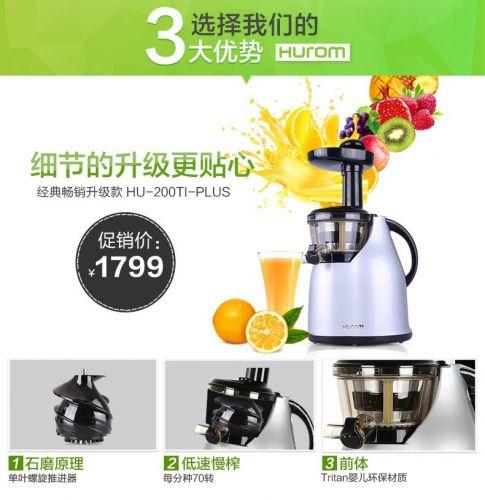 选择我们的
3大优势 HUROM
细节的升级更贴心
经典畅销升级款 HU-200TI-PLUS
促销价:
¥1799
HUROM
1 石磨原理
单叶螺旋推进器
2 低速慢榨
每分种70转
3 前体
Tritan婴儿环保材质